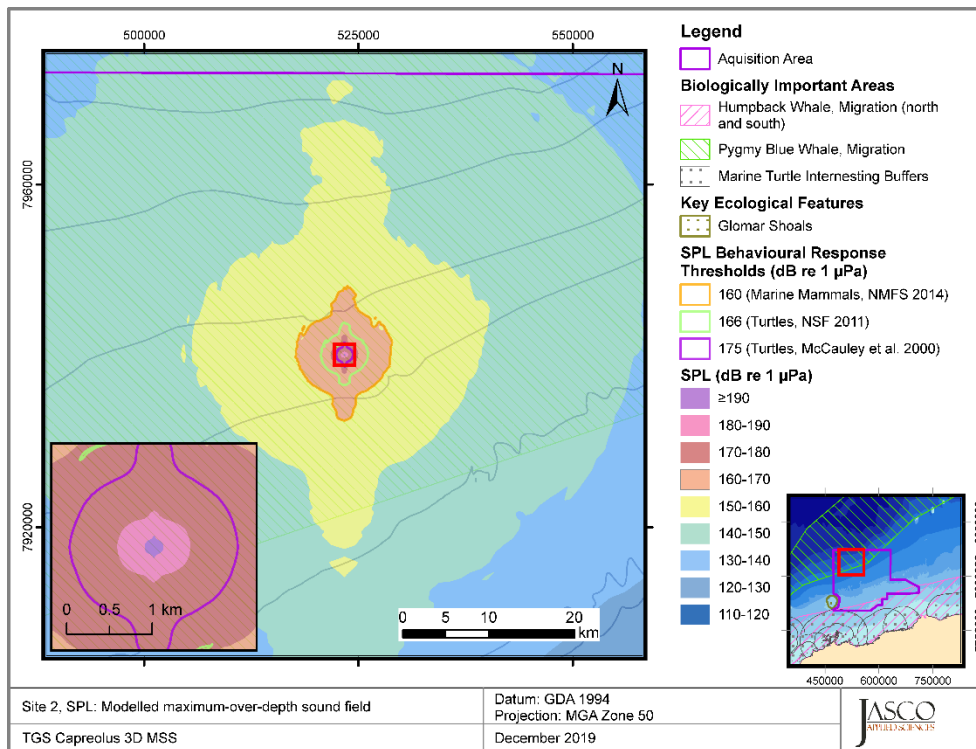 500000 525000 550000
N
7960000
7920000
0 0.5 1 km
0 5 10 20
km
Legend
Aquisition Area
Biologically Important Areas
Humpback Whale, Migration (north
and south)
Pygmy Blue Whale, Migration
Marine Turtle Internesting Buffers
Key Ecological Features
Glomar Shoals
SPL Behavioural Response
Thresholds (dB re 1 µPa)
160 (Marine Mammals, NMFS 2014)
166 (Turtles, NSF 2011)
175 (Turtles, McCauley et al. 2000)
SPL (dB re 1 µPa)
≥190
180-190
170-180
160-170
150-160
140-150
130-140
120-130
110-120
450000 600000 750000
Site 2, SPL: Modelled maximum-over-depth sound field
Datum: GDA 1994
Projection: MGA Zone 50
TGS Capreolus 3D MSS
December 2019
JASCO
APPLIED SCIENCES